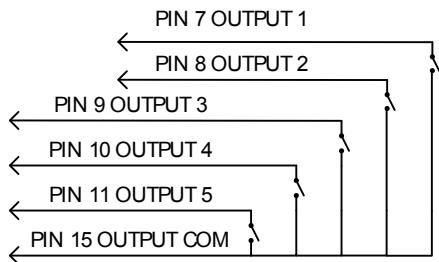 PIN 7 OUTPUT 1
PIN 8 OUTPUT 2
PIN 9 OUTPUT 3
PIN 10 OUTPUT 4
PIN 11 OUTPUT 5
PIN 15 OUTPUT COM